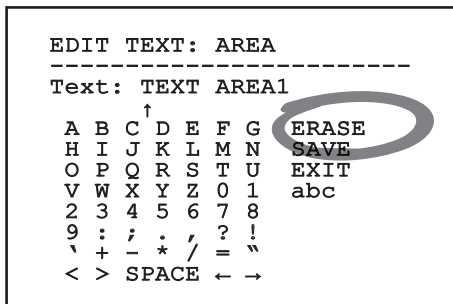 EDIT TEXT: AREA
-------------------------
Text: TEXT AREA1
↑
A B C D E F G ERASE
H I J K L M N SAVE
O P Q R S T U EXIT
V W X Y Z 0 1 abc
2 3 4 5 6 7 8
9 : ; . , ? !
‛ + - * / = ‟
< > SPACE ← →